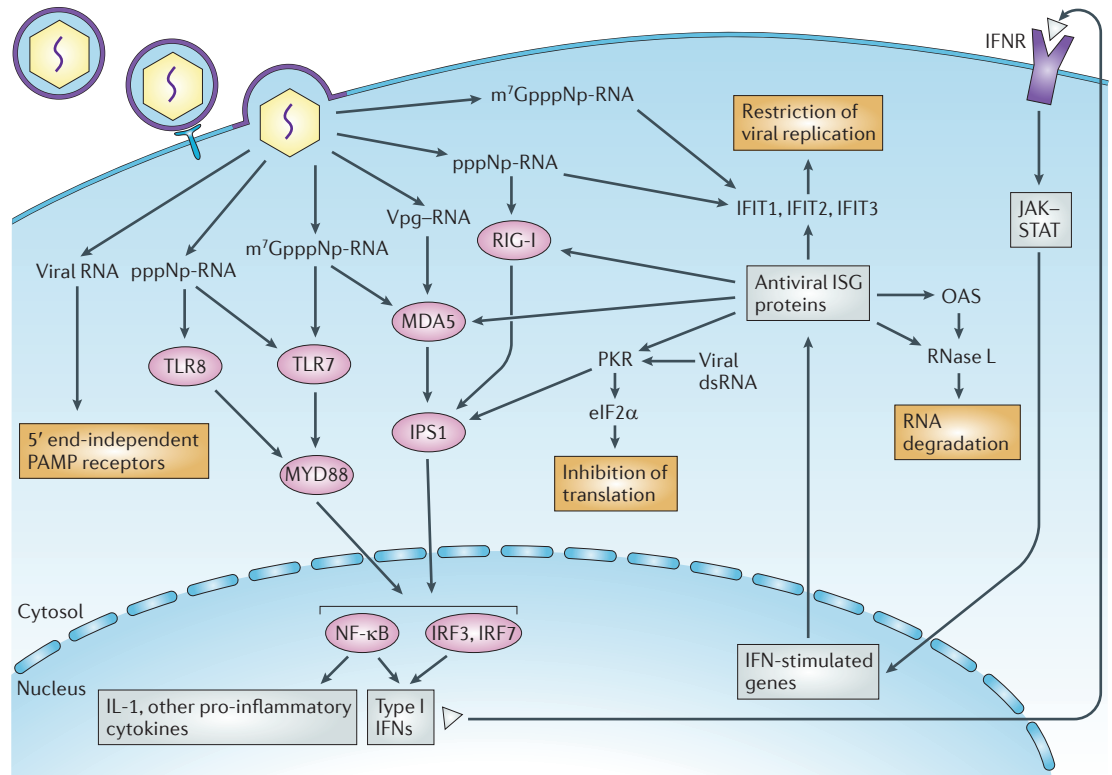 IFNR
m⁷GpppNp-RNA
Restriction of
viral replication
pppNp-RNA
IFIT1, IFIT2, IFIT3
JAK–
STAT
Vpg–RNA
RIG-I
m⁷GpppNp-RNA
Viral RNA
pppNp-RNA
Antiviral ISG
proteins
OAS
MDA5
TLR8
TLR7
PKR
Viral
dsRNA
RNase L
eIF2α
5′ end-independent
PAMP receptors
IPS1
RNA
degradation
MYD88
Inhibition of
translation
Cytosol
NF-κB
IRF3, IRF7
Nucleus
IFN-stimulated
genes
IL-1, other pro-inflammatory
cytokines
Type I
IFNs